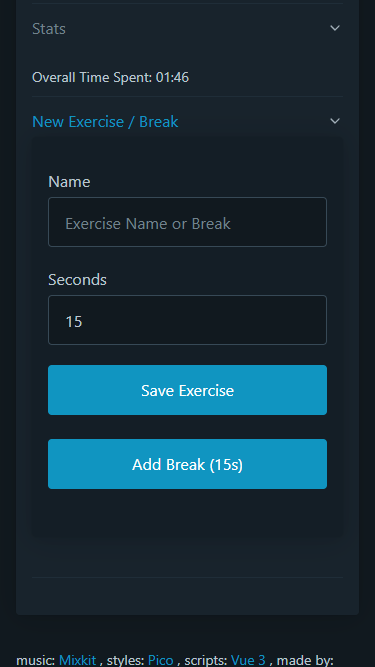 Stats
Overall Time Spent: 01:46
New Exercise / Break
Name
Exercise Name or Break
Seconds
15
Save Exercise
Add Break (15s)
music: Mixkit , styles: Pico , scripts: Vue 3 , made by: